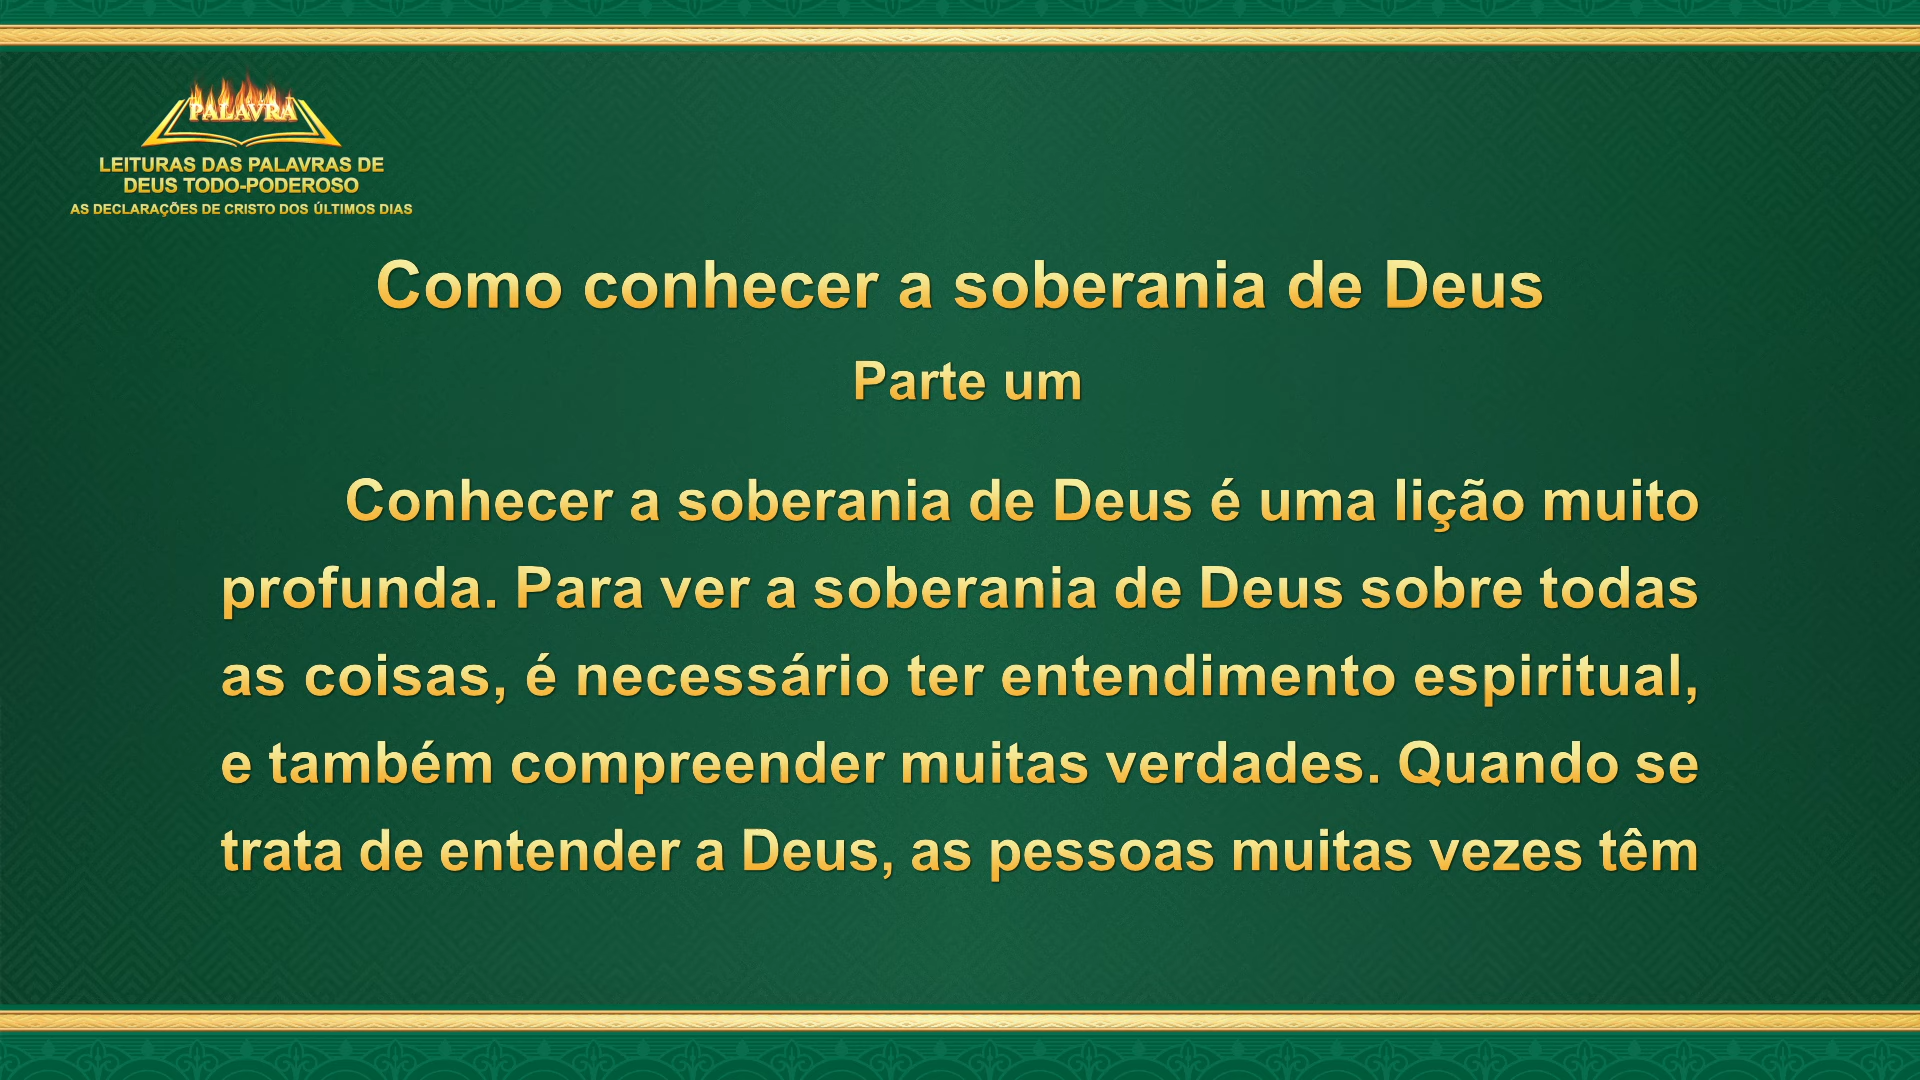 PALAVRA
LEITURAS DAS PALAVRAS DE
DEUS TODO-PODEROSO
AS DECLARAÇÕES DE CRISTO DOS ÚLTIMOS DIAS
Como conhecer a soberania de Deus
Parte um
Conhecer a soberania de Deus é uma lição muito
profunda. Para ver a soberania de Deus sobre todas
as coisas, é necessário ter entendimento espiritual,
e também compreender muitas verdades. Quando se
trata de entender a Deus, as pessoas muitas vezes têm